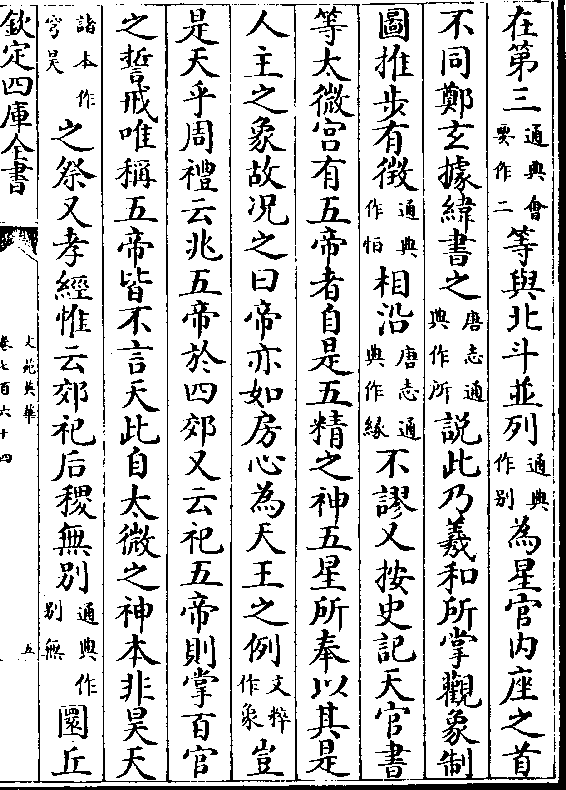 在第三通典會要作二等與北斗並列通典作别為星官内座之首
不同鄭玄據緯書之唐志通典作所說此乃羲和所掌觀象制
圖推步有徴通典作怕相沿唐志通典作緣不謬又按史記天官書
等太微宫有五帝者自是五精之神五星所奉以其是
人主之象故况之曰帝亦如房心為天王之例文粹作象豈
是天乎周禮云兆五帝於四郊又云祀五帝則掌百官
之誓戒唯稱五帝皆不言天此自太微之神本非昊天
諸本作穹昊之祭又孝經惟云郊祀后稷無别通典作别無圜丘
欽定四庫全書
文苑英華
卷七百六十四
五